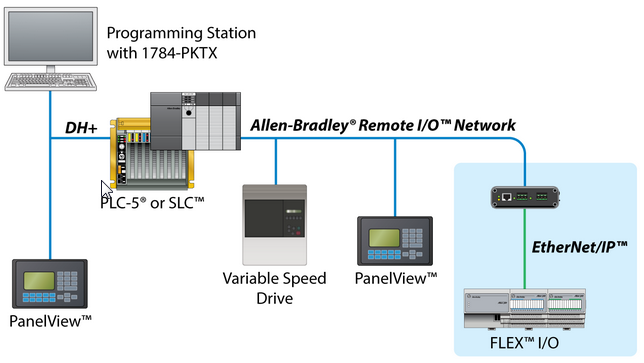 Programming Station
with 1784-PKTX
DH+
Allen-Bradley® Remote I/O™ Network
PLC-5® or SLC™
EtherNet/IP™
Variable Speed
Drive
PanelView™
PanelView™
FLEX™ I/O